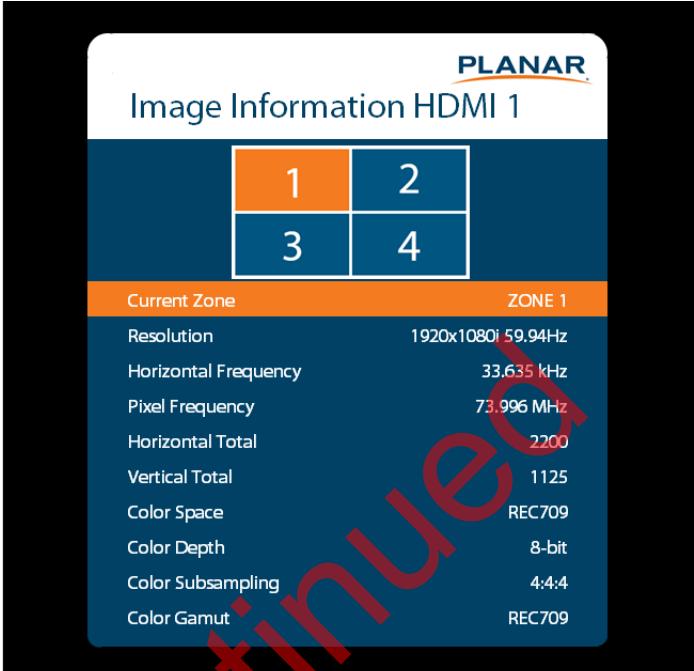 PLANAR
Image Information HDMI 1
1 2
3 4
Current Zone ZONE 1
Resolution 1920x1080i 59.94Hz
Horizontal Frequency 33.635 kHz
Pixel Frequency 73.996 MHz
Horizontal Total 2200
Vertical Total 1125
Color Space REC709
Color Depth 8-bit
Color Subsampling 4:4:4
Color Gamut REC709
tinued